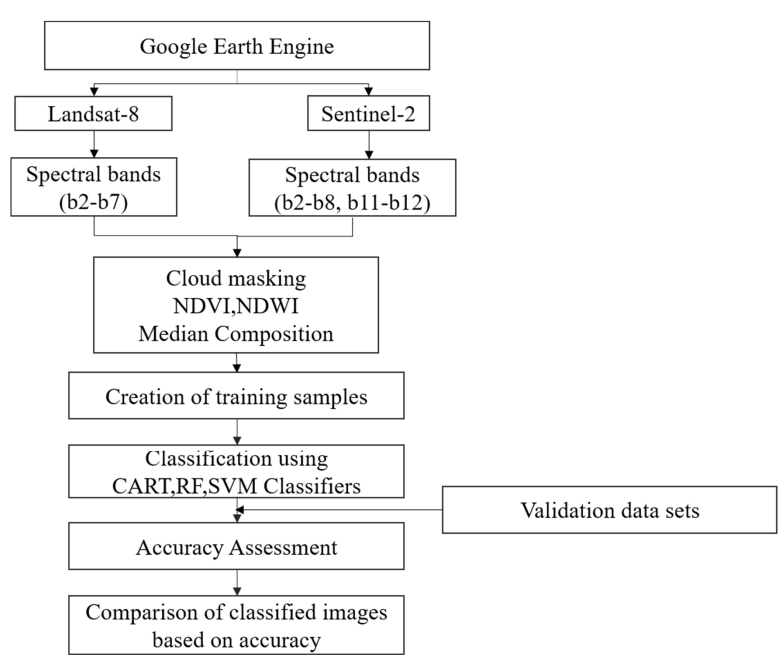 Google Earth Engine
Landsat-8
Sentinel-2
Spectral bands
(b2-b7)
Spectral bands
(b2-b8, b11-b12)
Cloud masking
NDVI,NDWI
Median Composition
Creation of training samples
Classification using
CART,RF,SVM Classifiers
Validation data sets
Accuracy Assessment
Comparison of classified images
based on accuracy